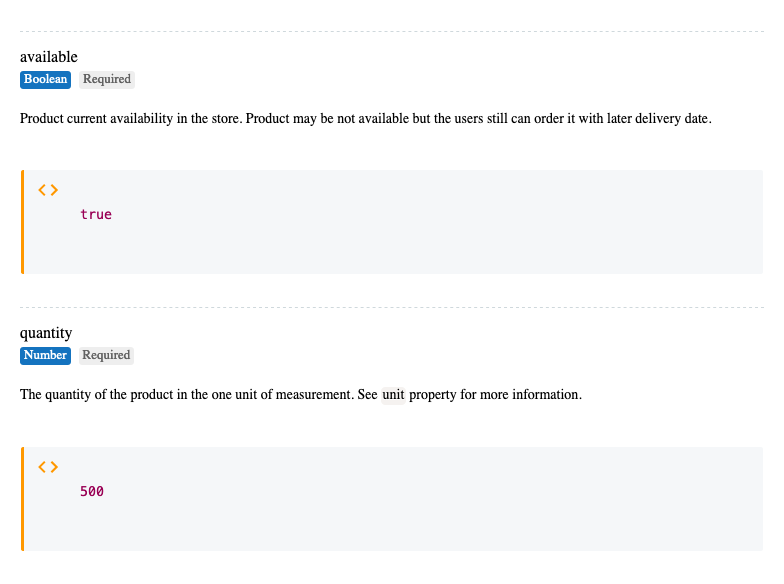 available
Boolean Required
Product current availability in the store. Product may be not available but the users still can order it with later delivery date.
<>
true
quantity
Number Required
The quantity of the product in the one unit of measurement. See unit property for more information.
<>
500